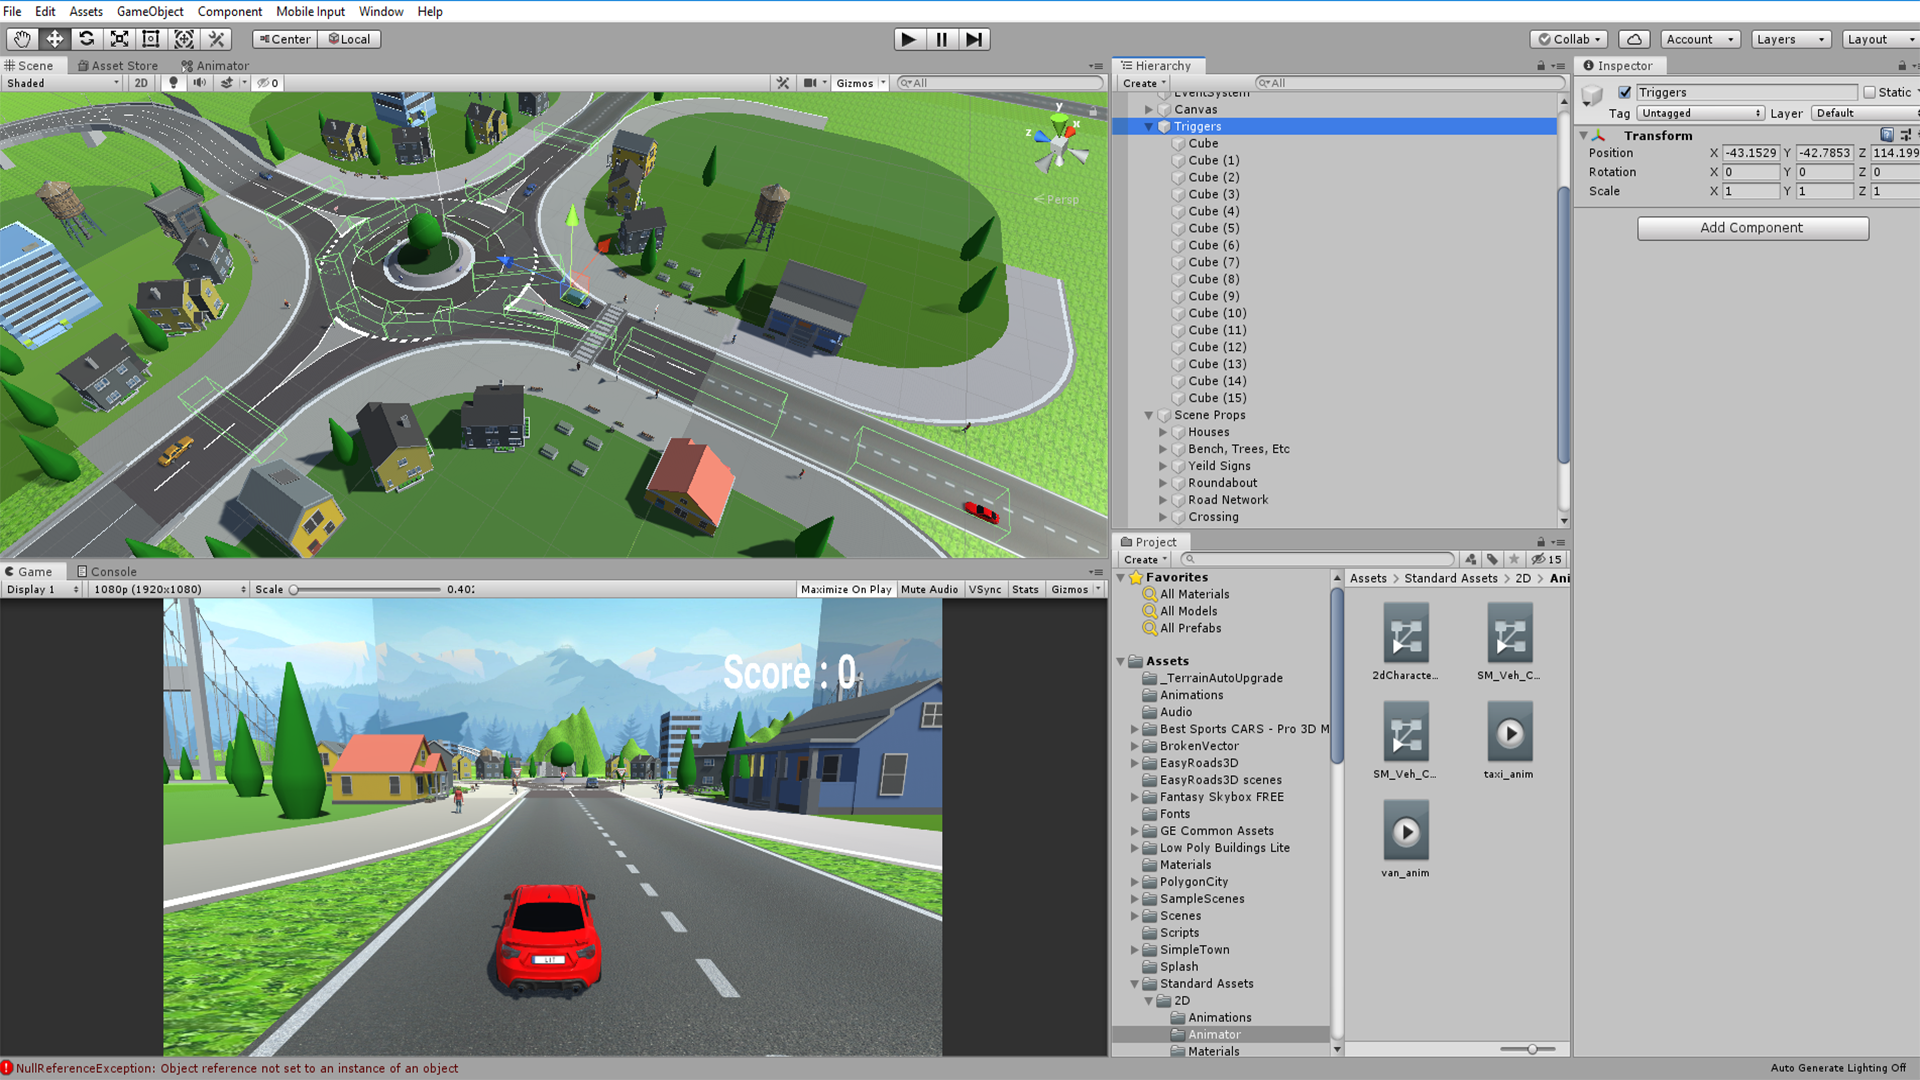 File Edit Assets GameObject Component Mobile Input Window Help
Center Local
Collab Account Layers Layout
Scene Asset Store Animator
Shaded 2D 0 Gizmos All
y
x
z
Persp
Game Console
Display 1 1080p (1920x1080) Scale 0.40: Maximize On Play Mute Audio VSync Stats Gizmos
Score : 0
LIT
Hierarchy
Create All
EventSystem
Canvas
Triggers
Cube
Cube (1)
Cube (2)
Cube (3)
Cube (4)
Cube (5)
Cube (6)
Cube (7)
Cube (8)
Cube (9)
Cube (10)
Cube (11)
Cube (12)
Cube (13)
Cube (14)
Cube (15)
Scene Props
Houses
Bench, Trees, Etc
Yeild Signs
Roundabout
Road Network
Crossing
Project
Create 15
Favorites
All Materials
All Models
All Prefabs
Assets
_TerrainAutoUpgrade
Animations
Audio
Best Sports CARS - Pro 3D M
BrokenVector
EasyRoads3D
EasyRoads3D scenes
Fantasy Skybox FREE
Fonts
GE Common Assets
Low Poly Buildings Lite
Materials
PolygonCity
SampleScenes
Scenes
Scripts
SimpleTown
Splash
Standard Assets
2D
Animations
Animator
Materials
Assets > Standard Assets > 2D > Ani
2dCharacte...
SM_Veh_C...
SM_Veh_C...
taxi_anim
van_anim
Inspector
Triggers Static
Tag Untagged Layer Default
Transform
Position X -43.1529 Y -42.7853 Z 114.199
Rotation X 0 Y 0 Z 0
Scale X 1 Y 1 Z 1
Add Component
NullReferenceException: Object reference not set to an instance of an object
Auto Generate Lighting Off